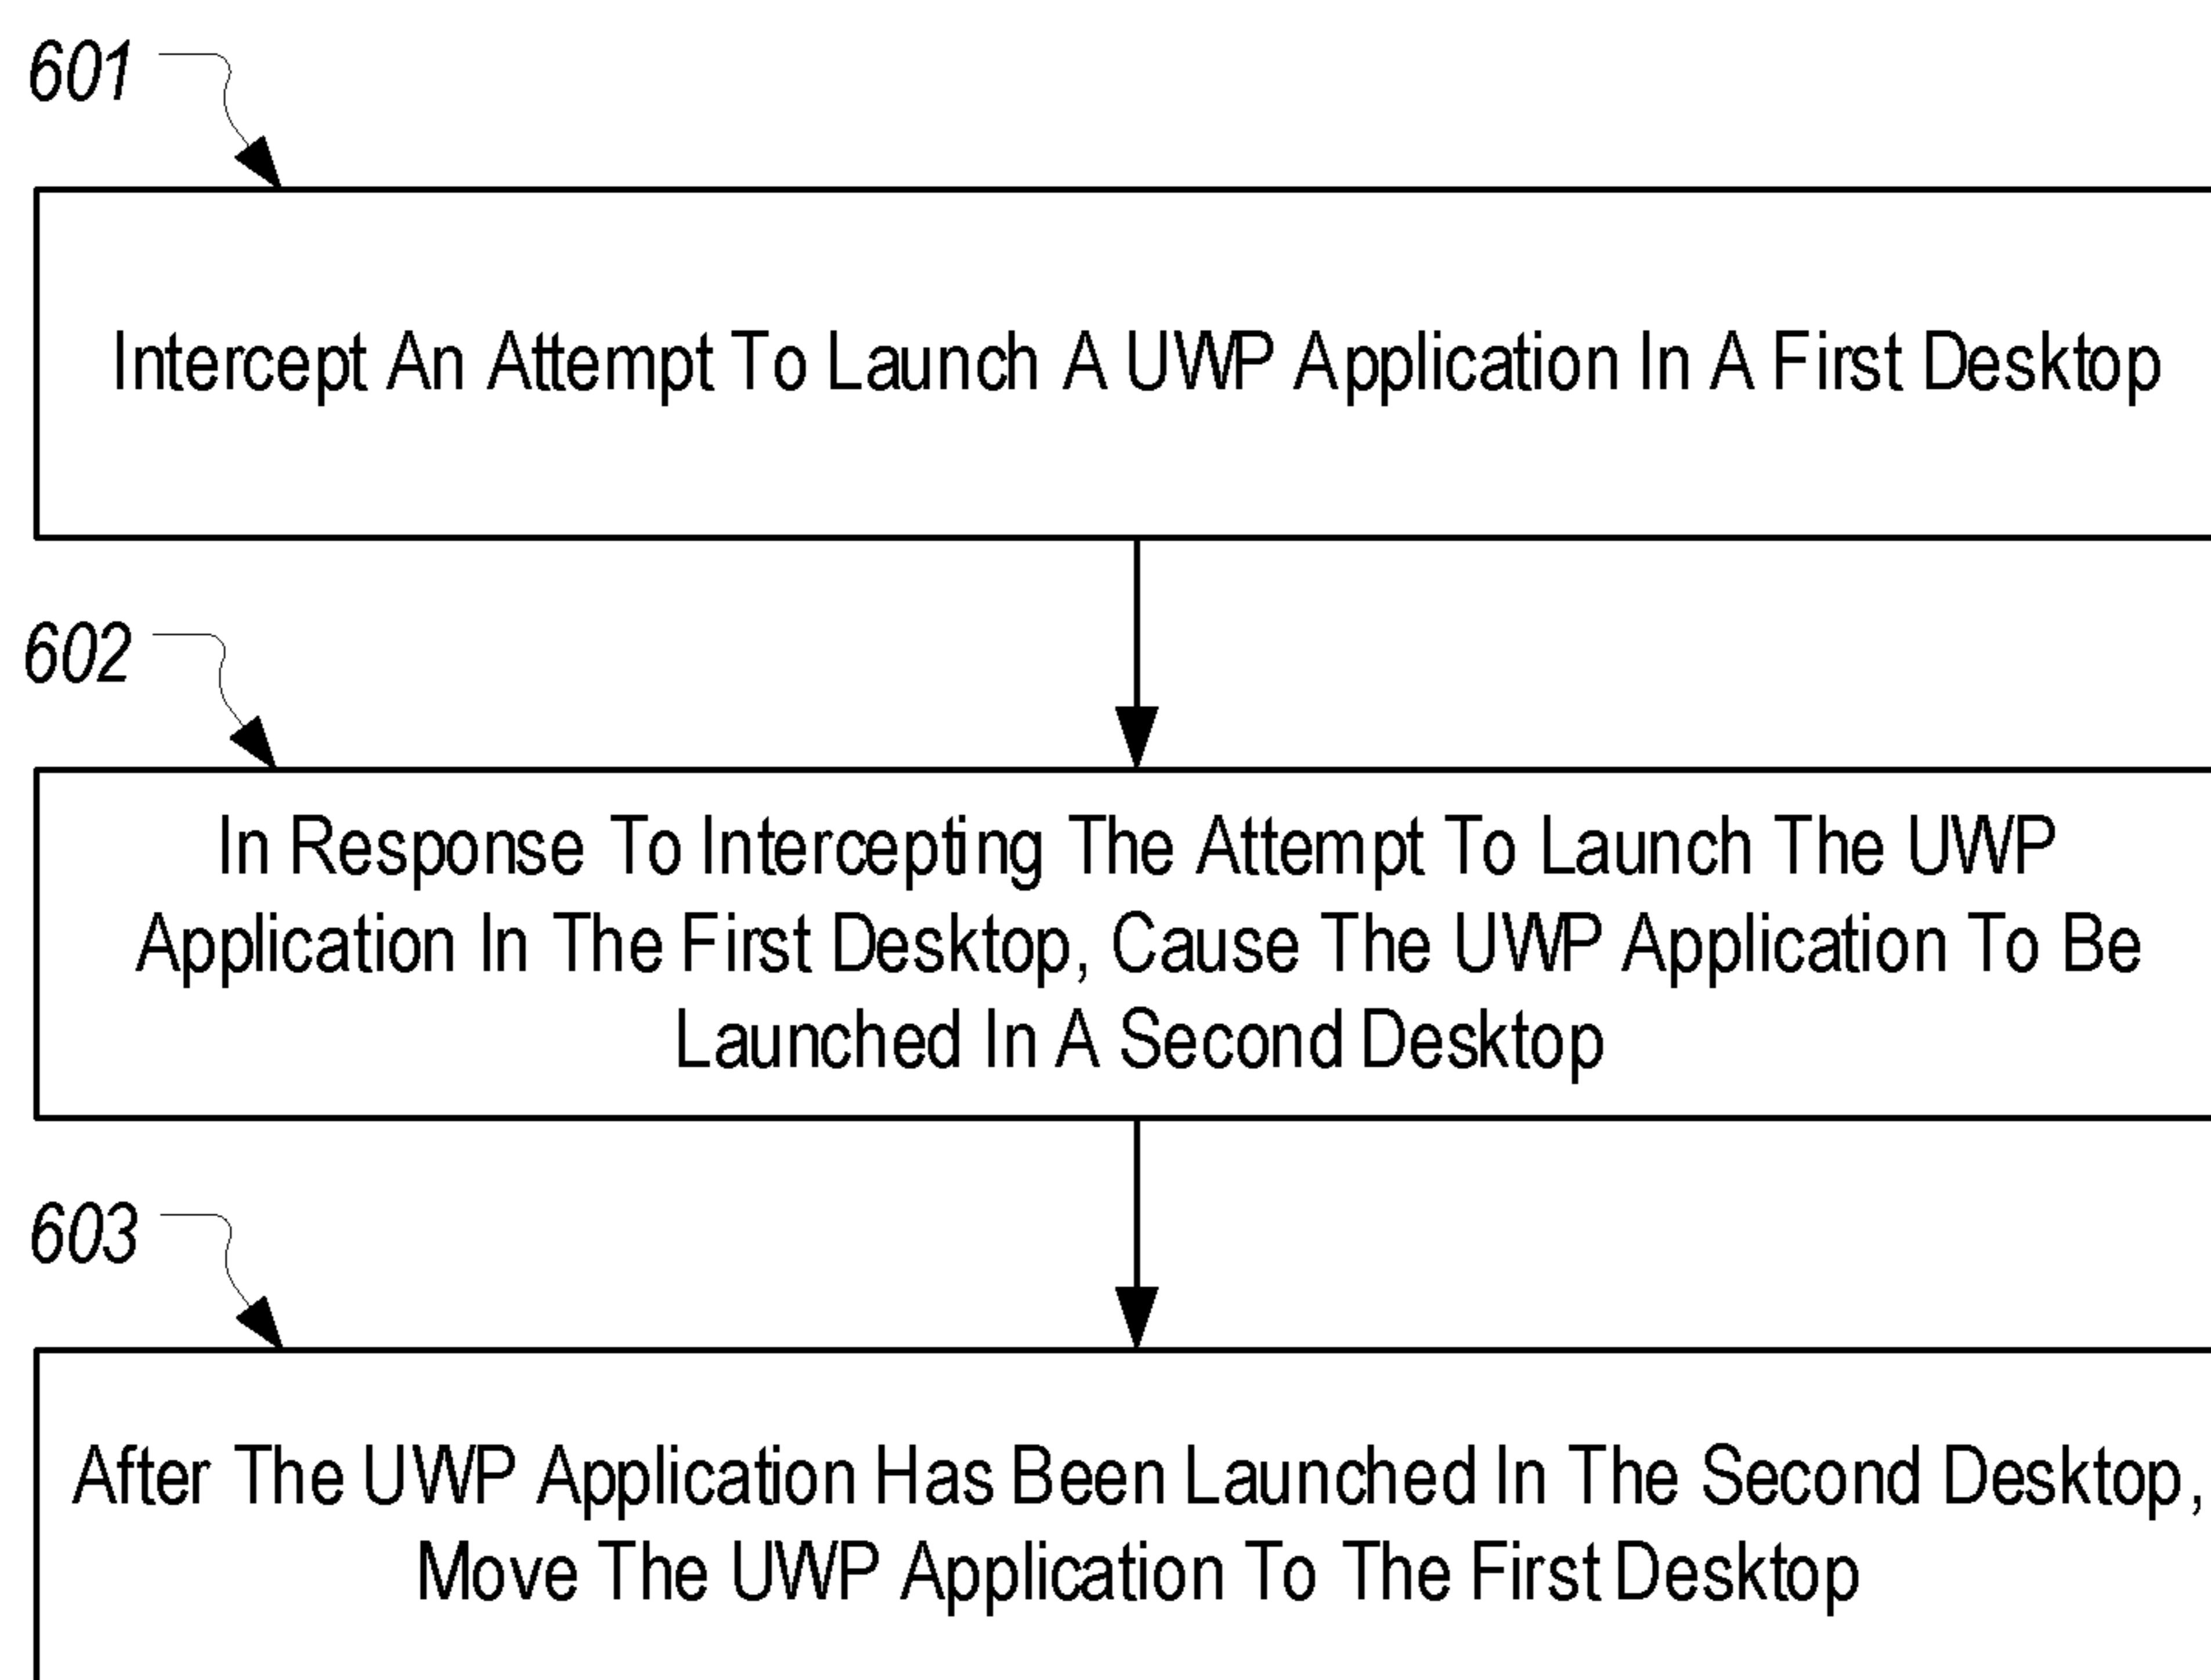 601
Intercept An Attempt To Launch A UWP Application In A First Desktop
602
In Response To Intercepting The Attempt To Launch The UWP
Application In The First Desktop, Cause The UWP Application To Be
Launched In A Second Desktop
603
After The UWP Application Has Been Launched In The Second Desktop,
Move The UWP Application To The First Desktop